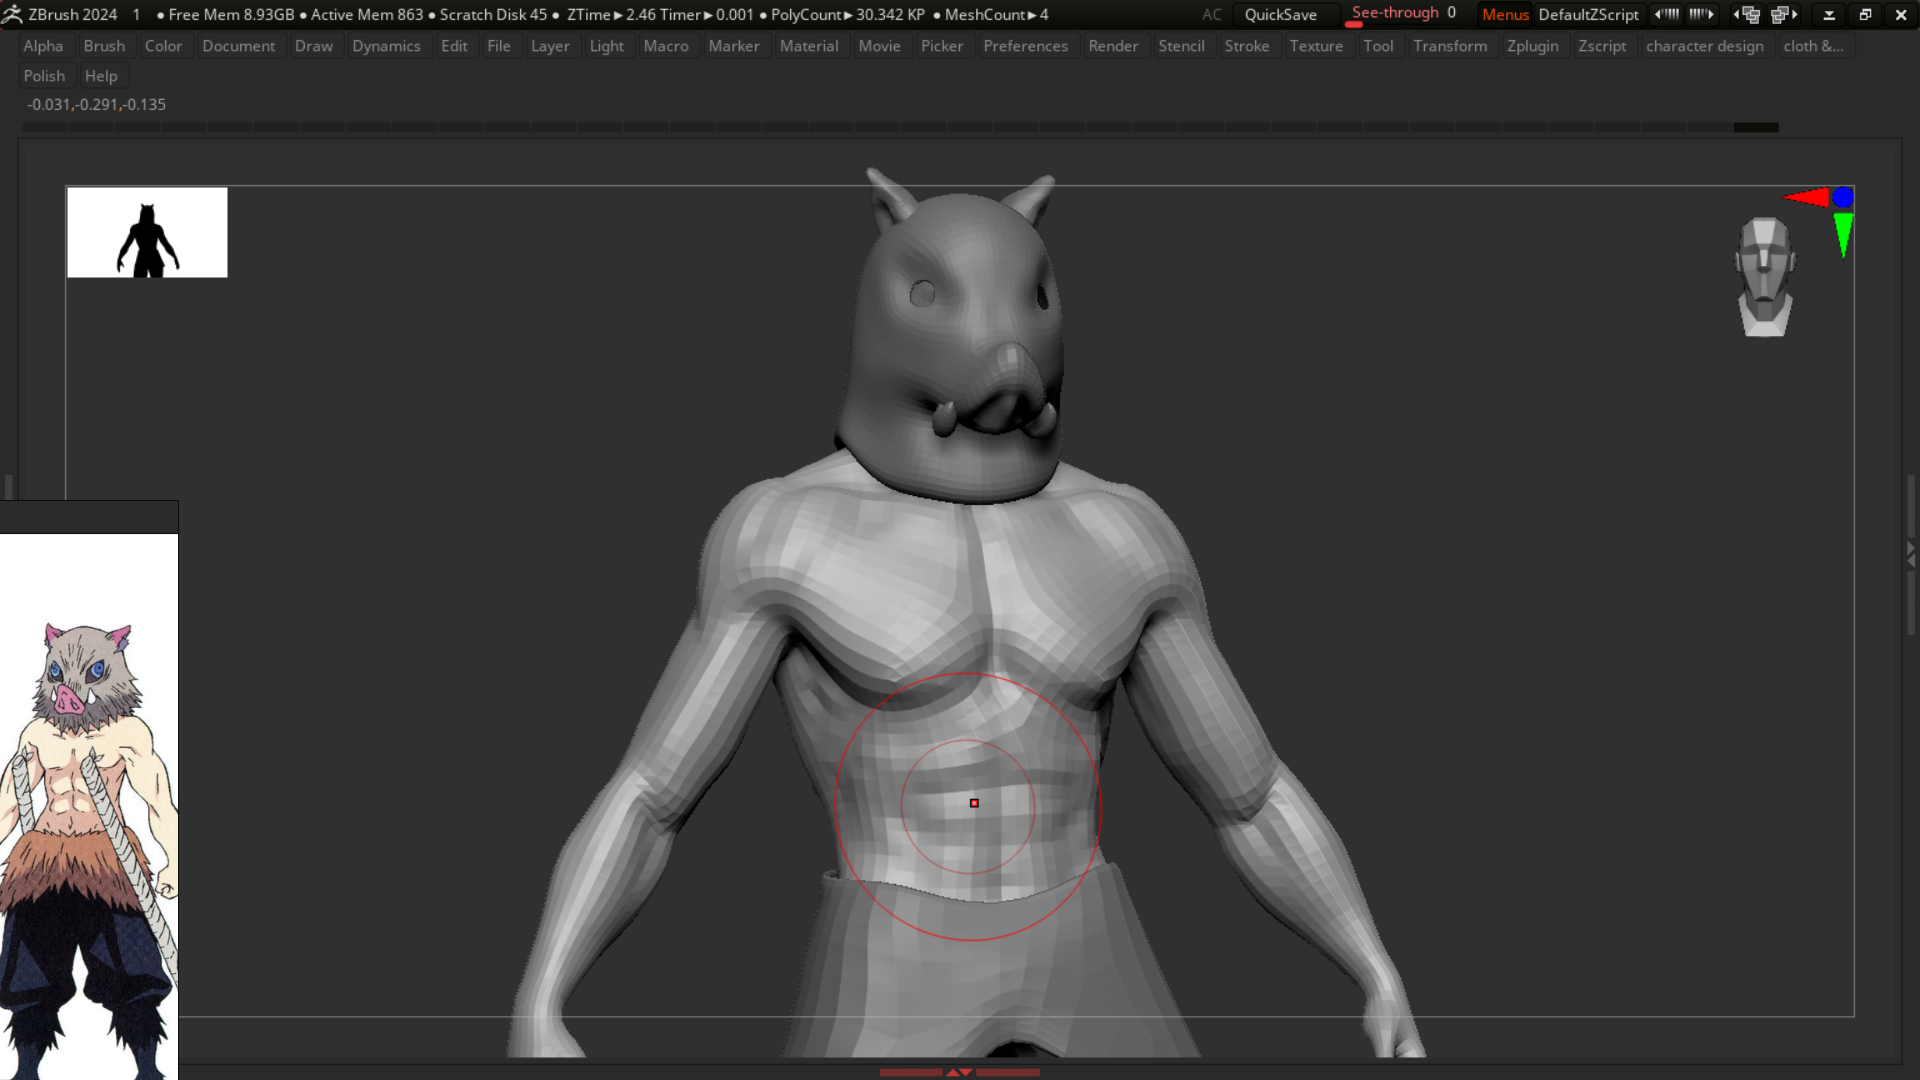 ZBrush 2024 1 ● Free Mem 8.93GB ● Active Mem 863 ● Scratch Disk 45 ● ZTime►2.46 Timer►0.001 ● PolyCount►30.342 KP ● MeshCount►4 AC QuickSave See-through 0 Menus DefaultZScript
Alpha Brush Color Document Draw Dynamics Edit File Layer Light Macro Marker Material Movie Picker Preferences Render Stencil Stroke Texture Tool Transform Zplugin Zscript character design cloth &...
Polish Help
-0.031,-0.291,-0.135